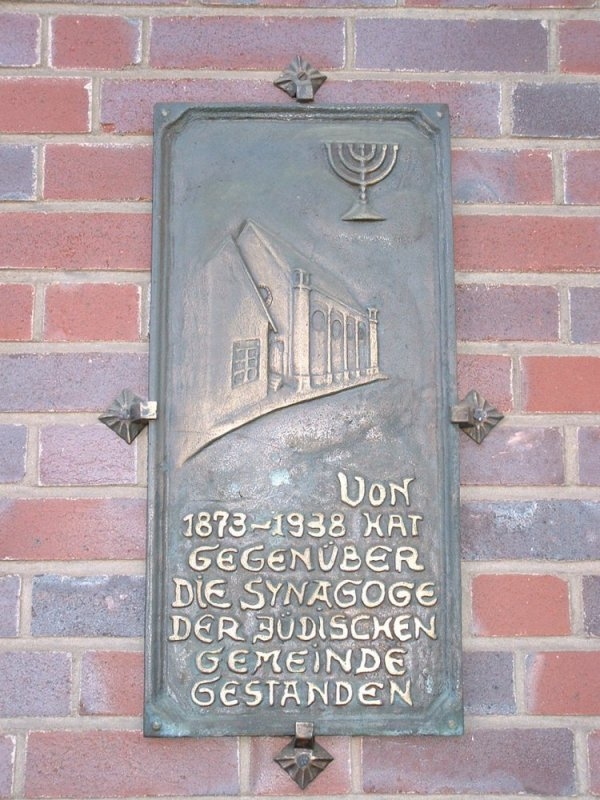 VON
1873-1938 HAT
GEGENÜBER
DIE SYNAGOGE
DER JÜDISCHEN
GEMEINDE
GESTANDEN